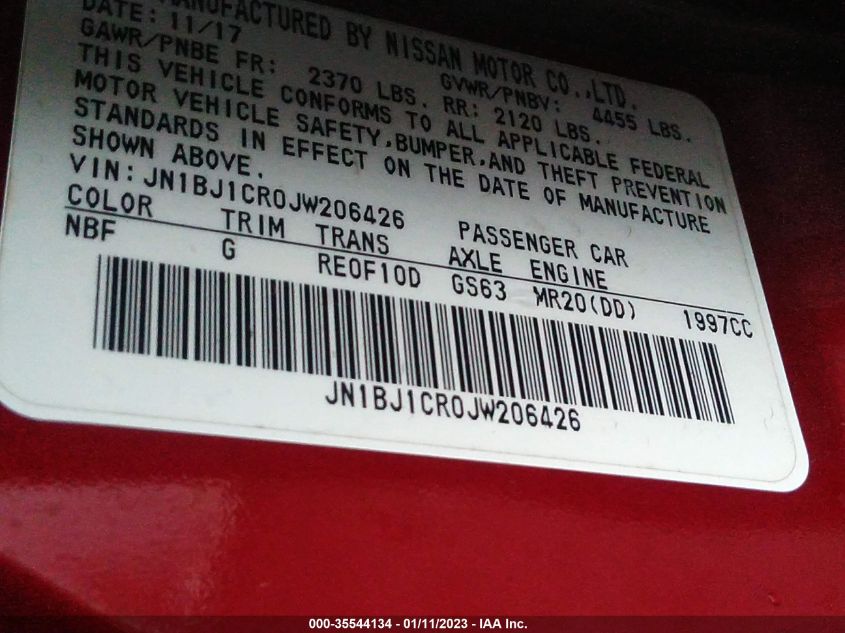 MANUFACTURED BY NISSAN MOTOR CO.,LTD.
DATE: 11/17 GVWR/PNBV: 4455 LBS.
GAWR/PNBE FR: 2370 LBS. RR: 2120 LBS.
THIS VEHICLE CONFORMS TO ALL APPLICABLE FEDERAL
MOTOR VEHICLE SAFETY,BUMPER,AND THEFT PREVENTION
STANDARDS IN EFFECT ON THE DATE OF MANUFACTURE
SHOWN ABOVE.
VIN: JN1BJ1CR0JW206426 PASSENGER CAR
COLOR TRIM TRANS AXLE ENGINE
NBF G RE0F10D GS63 MR20(DD) 1997CC
JN1BJ1CR0JW206426
000-35544134 - 01/11/2023 - IAA Inc.